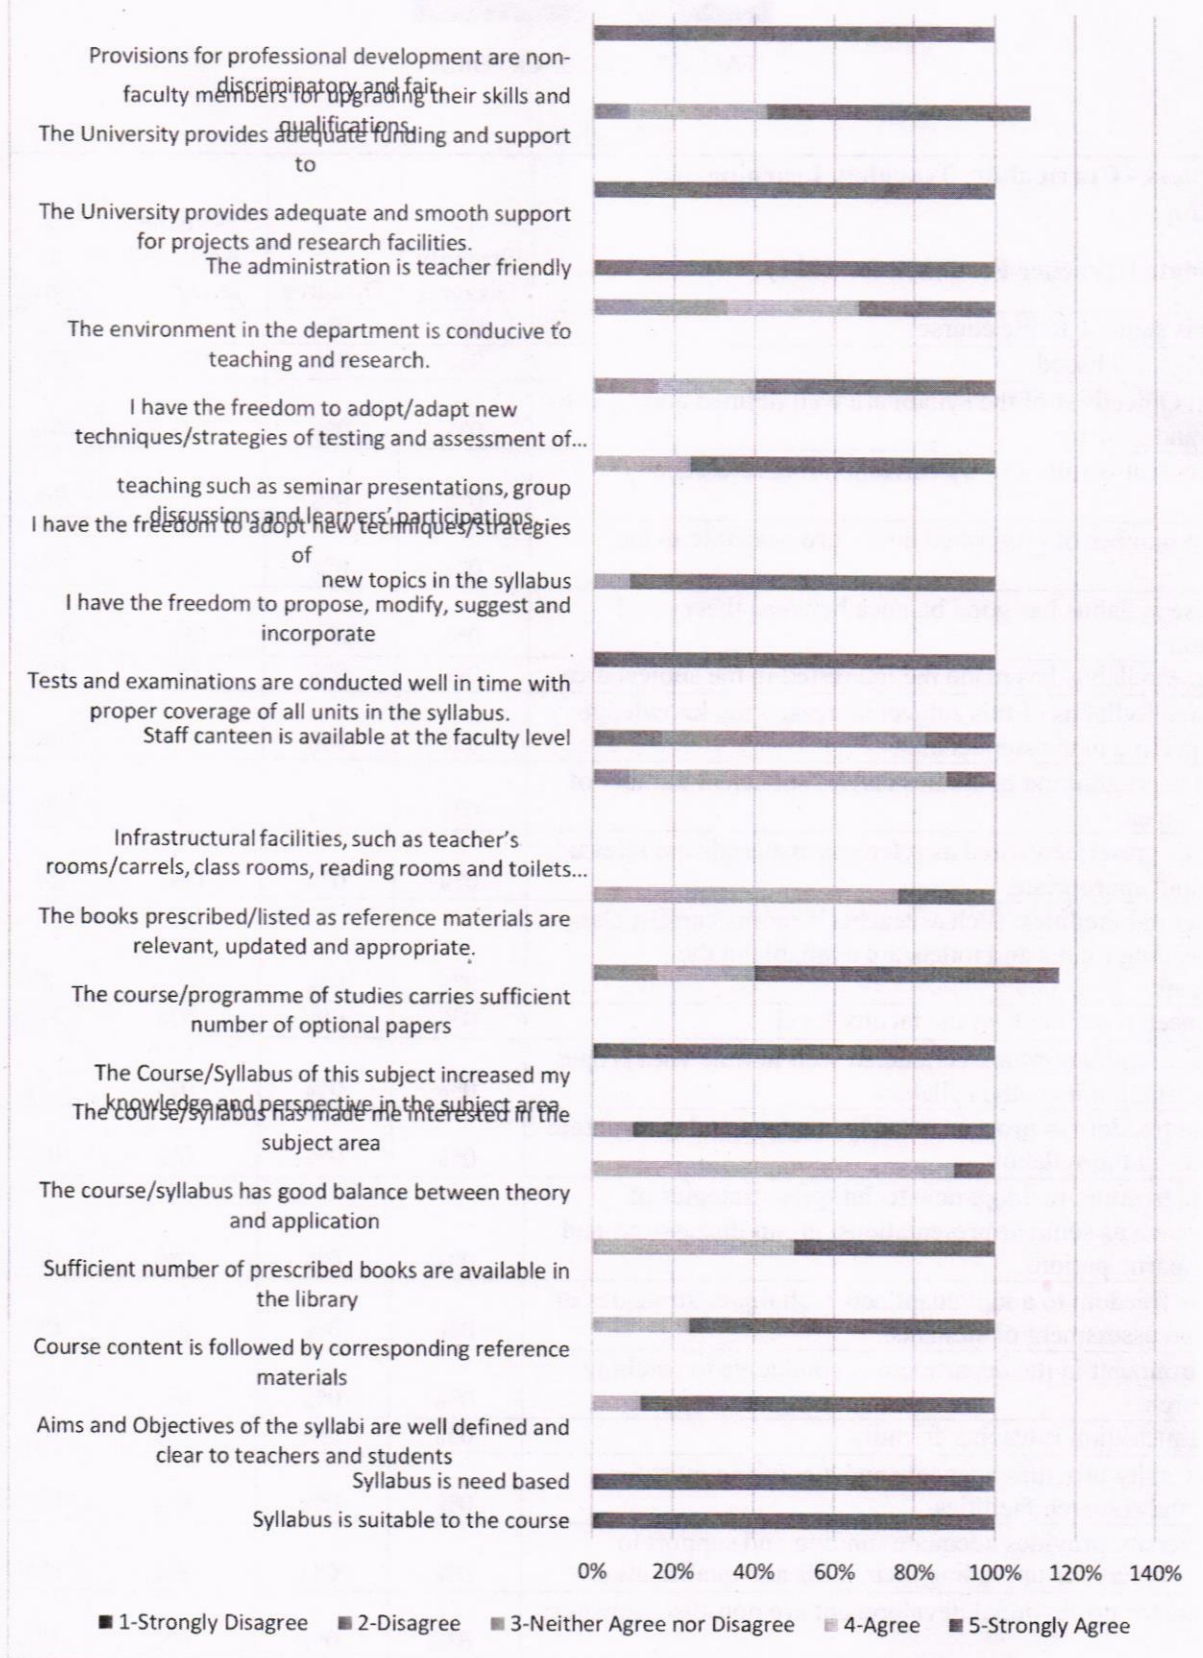 Provisions for professional development are non-
discriminatory and fair.
faculty members for upgrading their skills and
qualifications.
The University provides adequate funding and support
to
The University provides adequate and smooth support
for projects and research facilities.
The administration is teacher friendly
The environment in the department is conducive to
teaching and research.
I have the freedom to adopt/adapt new
techniques/strategies of testing and assessment of...
teaching such as seminar presentations, group
discussions and learners' participations.
I have the freedom to adopt new techniques/strategies
of
new topics in the syllabus
I have the freedom to propose, modify, suggest and
incorporate
Tests and examinations are conducted well in time with
proper coverage of all units in the syllabus.
Staff canteen is available at the faculty level
Infrastructural facilities, such as teacher's
rooms/carrels, class rooms, reading rooms and toilets...
The books prescribed/listed as reference materials are
relevant, updated and appropriate.
The course/programme of studies carries sufficient
number of optional papers
The Course/Syllabus of this subject increased my
knowledge and perspective in the subject area
The course/syllabus has made me interested in the
subject area
The course/syllabus has good balance between theory
and application
Sufficient number of prescribed books are available in
the library
Course content is followed by corresponding reference
materials
Aims and Objectives of the syllabi are well defined and
clear to teachers and students
Syllabus is need based
Syllabus is suitable to the course
0% 20% 40% 60% 80% 100% 120% 140%
1-Strongly Disagree 2-Disagree 3-Neither Agree nor Disagree 4-Agree 5-Strongly Agree